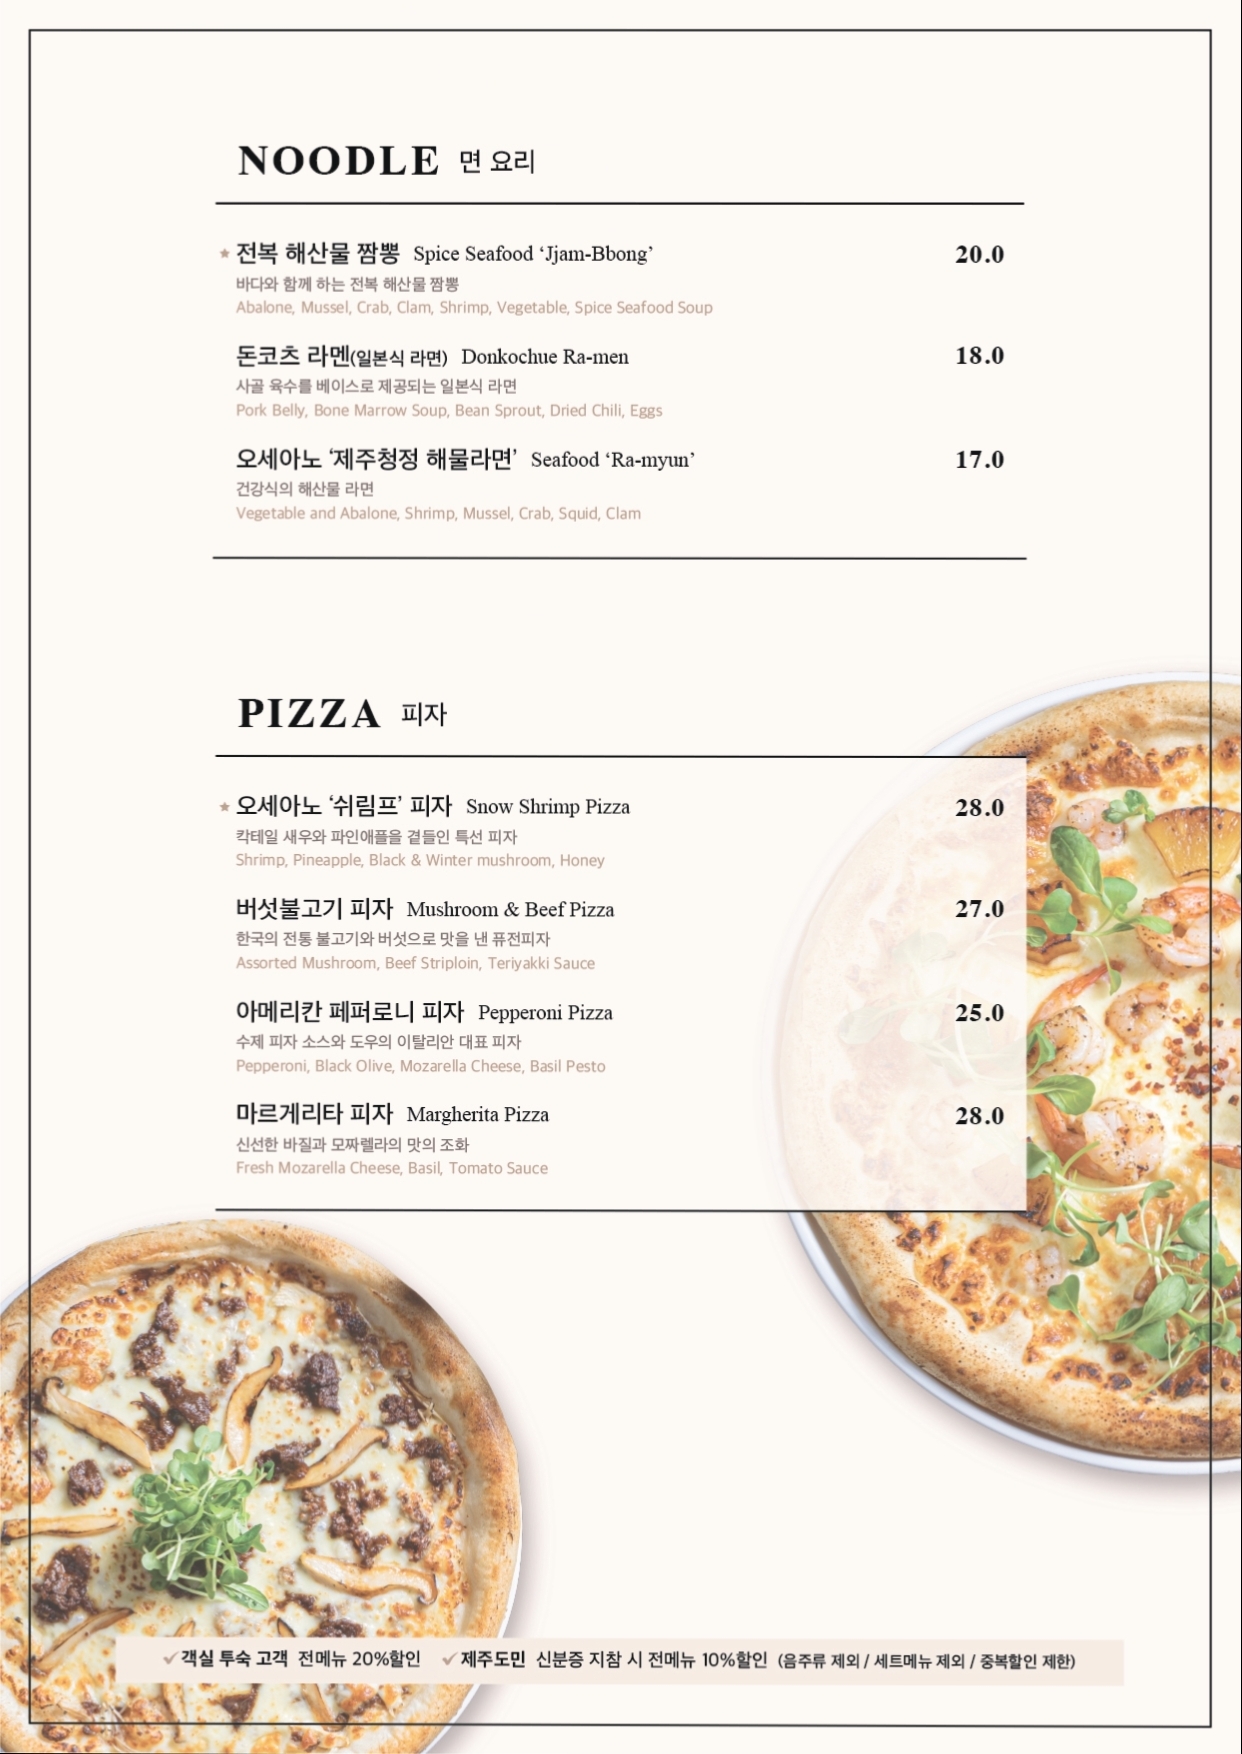 NOODLE 면 요리
전복 해산물 짬뽕 Spice Seafood ‘Jjam-Bbong’ 20.0
바다와 함께 하는 전복 해산물 짬뽕
Abalone, Mussel, Crab, Clam, Shrimp, Vegetable, Spice Seafood Soup
돈코츠 라멘(일본식 라면) Donkochue Ra-men 18.0
사골 육수를 베이스로 제공되는 일본식 라면
Pork Belly, Bone Marrow Soup, Bean Sprout, Dried Chili, Eggs
오세아노 ‘제주청정 해물라면’ Seafood ‘Ra-myun’ 17.0
건강식의 해산물 라면
Vegetable and Abalone, Shrimp, Mussel, Crab, Squid, Clam
PIZZA 피자
오세아노 ‘쉬림프’ 피자 Snow Shrimp Pizza 28.0
칵테일 새우와 파인애플을 곁들인 특선 피자
Shrimp, Pineapple, Black & Winter mushroom, Honey
버섯불고기 피자 Mushroom & Beef Pizza 27.0
한국의 전통 불고기와 버섯으로 맛을 낸 퓨전피자
Assorted Mushroom, Beef Striploin, Teriyakki Sauce
아메리칸 페퍼로니 피자 Pepperoni Pizza 25.0
수제 피자 소스와 도우의 이탈리안 대표 피자
Pepperoni, Black Olive, Mozarella Cheese, Basil Pesto
마르게리타 피자 Margherita Pizza 28.0
신선한 바질과 모짜렐라의 맛의 조화
Fresh Mozarella Cheese, Basil, Tomato Sauce
객실 투숙 고객 전메뉴 20%할인 제주도민 신분증 지참 시 전메뉴 10%할인 (음주류 제외 / 세트메뉴 제외 / 중복할인 제한)